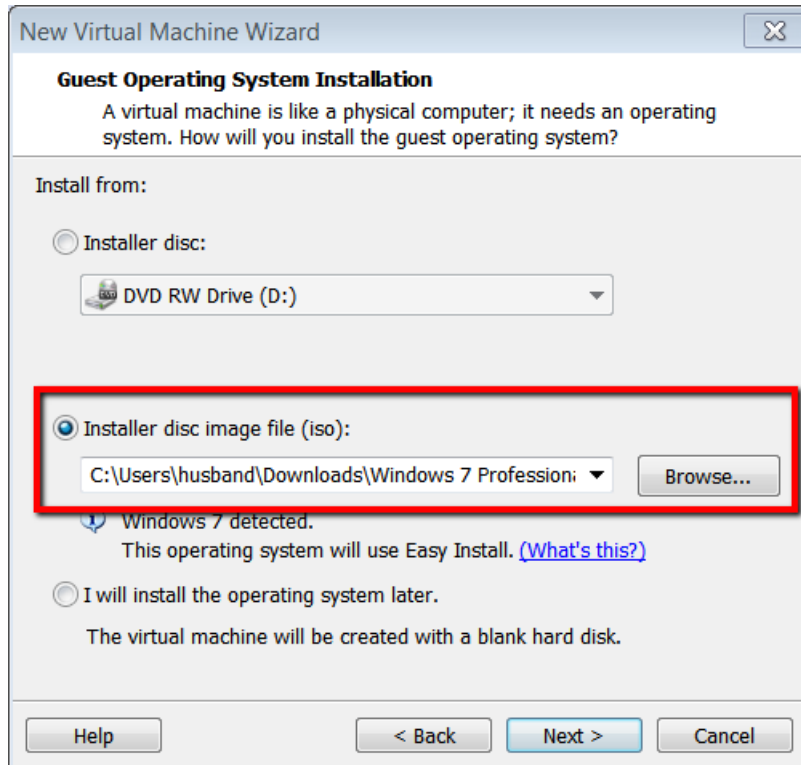 New Virtual Machine Wizard
Guest Operating System Installation
A virtual machine is like a physical computer; it needs an operating
system. How will you install the guest operating system?
Install from:
Installer disc:
DVD RW Drive (D:)
Installer disc image file (iso):
C:\Users\husband\Downloads\Windows 7 Professiona
Browse...
Windows 7 detected.
This operating system will use Easy Install. (What's this?)
I will install the operating system later.
The virtual machine will be created with a blank hard disk.
Help < Back Next > Cancel